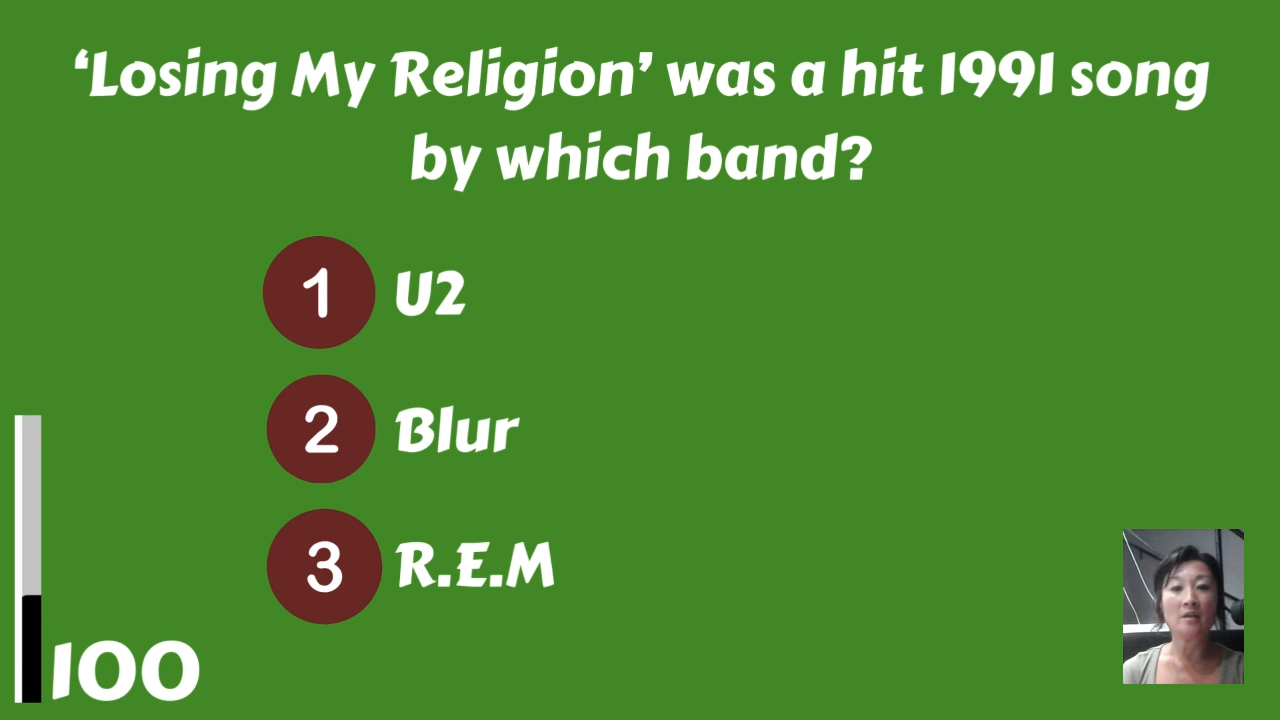 ‘Losing My Religion’ was a hit 1991 song
by which band?
1 U2
2 Blur
3 R.E.M
100